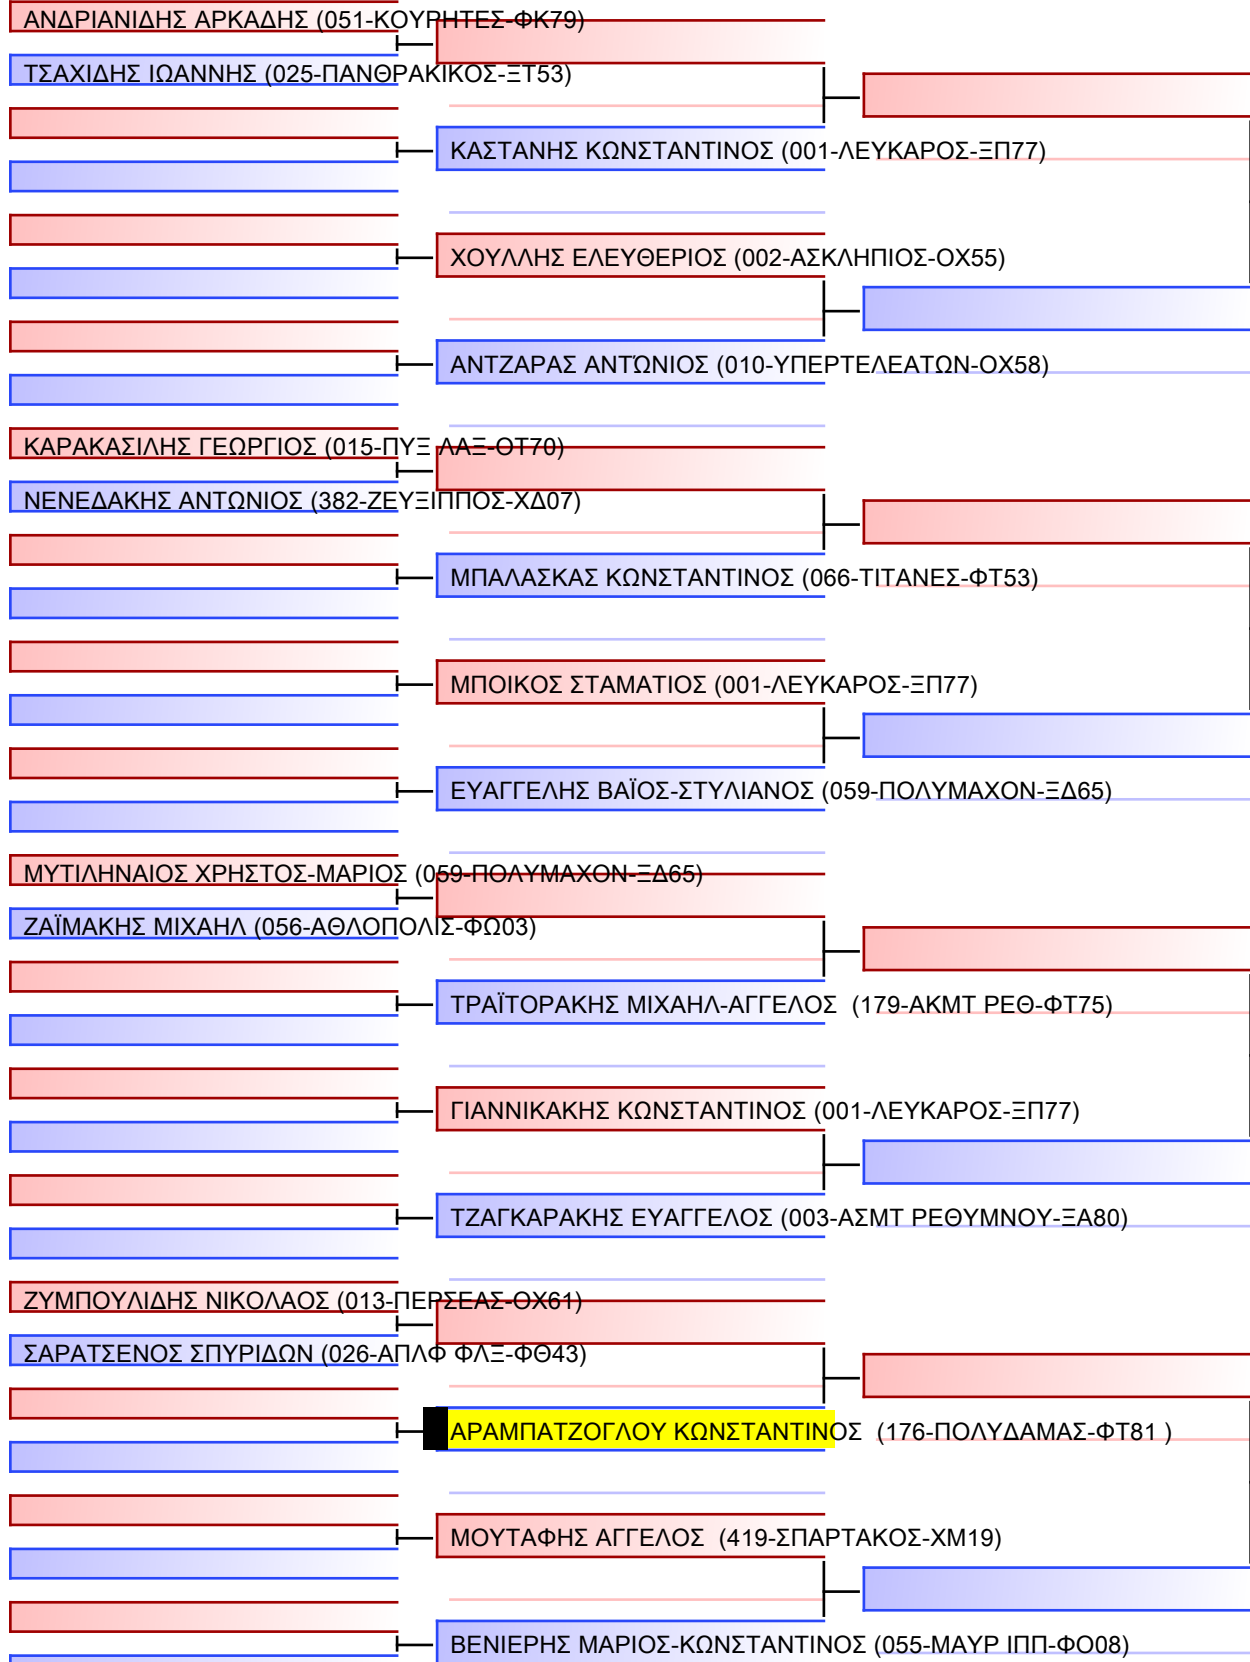 ΑΝΔΡΙΑΝΙΔΗΣ ΑΡΚΑΔΗΣ (051-ΚΟΥΡΗΤΕΣ-ΦΚ79)
ΤΣΑΧΙΔΗΣ ΙΩΑΝΝΗΣ (025-ΠΑΝΘΡΑΚΙΚΟΣ-ΞΤ53)
ΚΑΣΤΑΝΗΣ ΚΩΝΣΤΑΝΤΙΝΟΣ (001-ΛΕΥΚΑΡΟΣ-ΞΠ77)
ΧΟΥΛΛΗΣ ΕΛΕΥΘΕΡΙΟΣ (002-ΑΣΚΛΗΠΙΟΣ-ΟΧ55)
ΑΝΤΖΑΡΑΣ ΑΝΤΏΝΙΟΣ (010-ΥΠΕΡΤΕΛΕΑΤΩΝ-ΟΧ58)
ΚΑΡΑΚΑΣΙΛΗΣ ΓΕΩΡΓΙΟΣ (015-ΠΥΞ ΛΑΞ-ΟΤ70)
ΝΕΝΕΔΑΚΗΣ ΑΝΤΩΝΙΟΣ (382-ΖΕΥΞΙΠΠΟΣ-ΧΔ07)
ΜΠΑΛΑΣΚΑΣ ΚΩΝΣΤΑΝΤΙΝΟΣ (066-ΤΙΤΑΝΕΣ-ΦΤ53)
ΜΠΟΙΚΟΣ ΣΤΑΜΑΤΙΟΣ (001-ΛΕΥΚΑΡΟΣ-ΞΠ77)
ΕΥΑΓΓΕΛΗΣ ΒΑΪΟΣ-ΣΤΥΛΙΑΝΟΣ (059-ΠΟΛΥΜΑΧΟΝ-ΞΔ65)
ΜΥΤΙΛΗΝΑΙΟΣ ΧΡΗΣΤΟΣ-ΜΑΡΙΟΣ (059-ΠΟΛΥΜΑΧΟΝ-ΞΔ65)
ΖΑΪΜΑΚΗΣ ΜΙΧΑΗΛ (056-ΑΘΛΟΠΟΛΙΣ-ΦΩ03)
ΤΡΑΪΤΟΡΑΚΗΣ ΜΙΧΑΗΛ-ΑΓΓΕΛΟΣ (179-ΑΚΜΤ ΡΕΘ-ΦΤ75)
ΓΙΑΝΝΙΚΑΚΗΣ ΚΩΝΣΤΑΝΤΙΝΟΣ (001-ΛΕΥΚΑΡΟΣ-ΞΠ77)
ΤΖΑΓΚΑΡΑΚΗΣ ΕΥΑΓΓΕΛΟΣ (003-ΑΣΜΤ ΡΕΘΥΜΝΟΥ-ΞΑ80)
ΖΥΜΠΟΥΛΙΔΗΣ ΝΙΚΟΛΑΟΣ (013-ΠΕΡΣΕΑΣ-ΟΧ61)
ΣΑΡΑΤΣΕΝΟΣ ΣΠΥΡΙΔΩΝ (026-ΑΠΛΦ ΦΛΞ-ΦΘ43)
ΑΡΑΜΠΑΤΖΟΓΛΟΥ ΚΩΝΣΤΑΝΤΙΝΟΣ (176-ΠΟΛΥΔΑΜΑΣ-ΦΤ81 )
ΜΟΥΤΑΦΗΣ ΑΓΓΕΛΟΣ (419-ΣΠΑΡΤΑΚΟΣ-ΧΜ19)
ΒΕΝΙΕΡΗΣ ΜΑΡΙΟΣ-ΚΩΝΣΤΑΝΤΙΝΟΣ (055-ΜΑΥΡ ΙΠΠ-ΦΟ08)